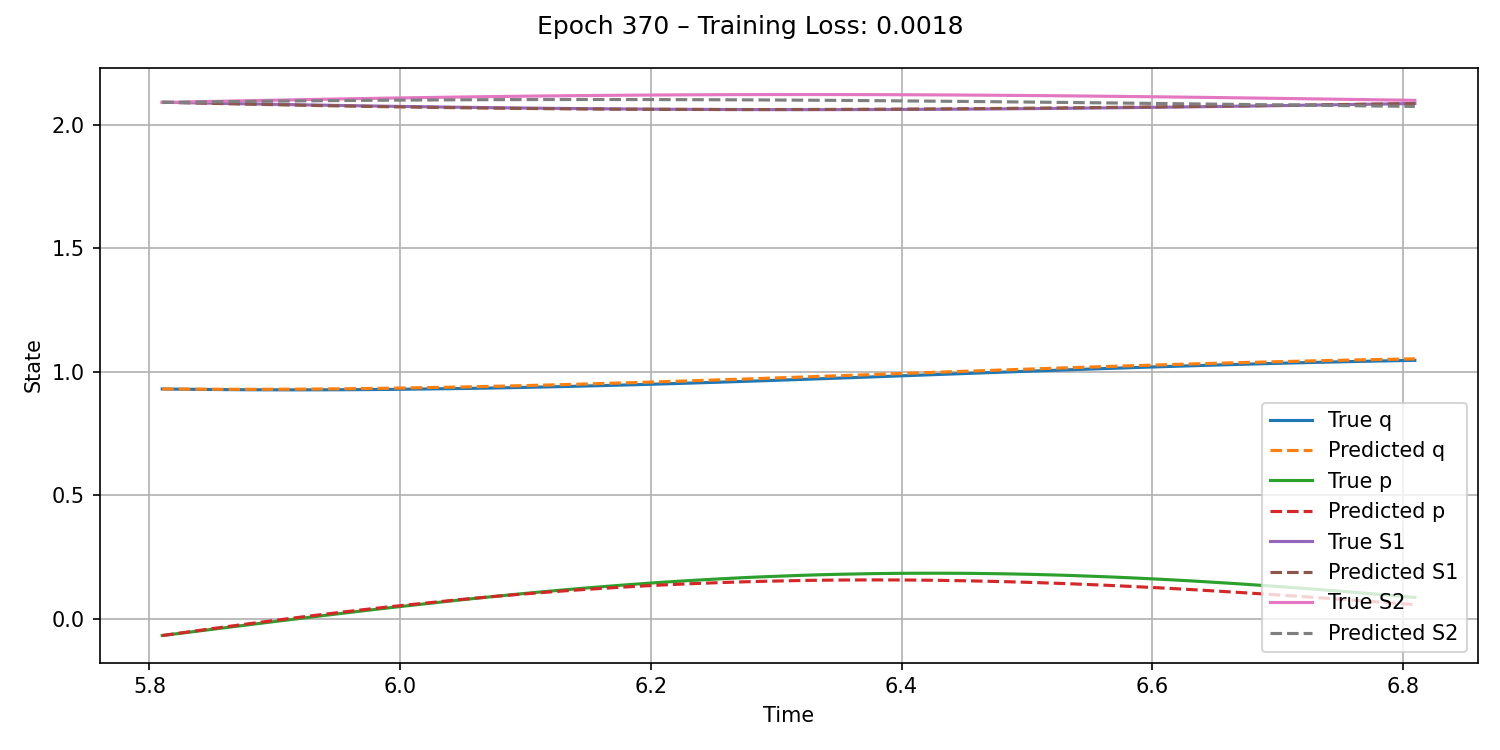 Epoch 370 – Training Loss: 0.0018
State
2.0
1.5
1.0
0.5
0.0
True q
Predicted q
True p
Predicted p
True S1
Predicted S1
True S2
Predicted S2
5.8 6.0 6.2 6.4 6.6 6.8
Time